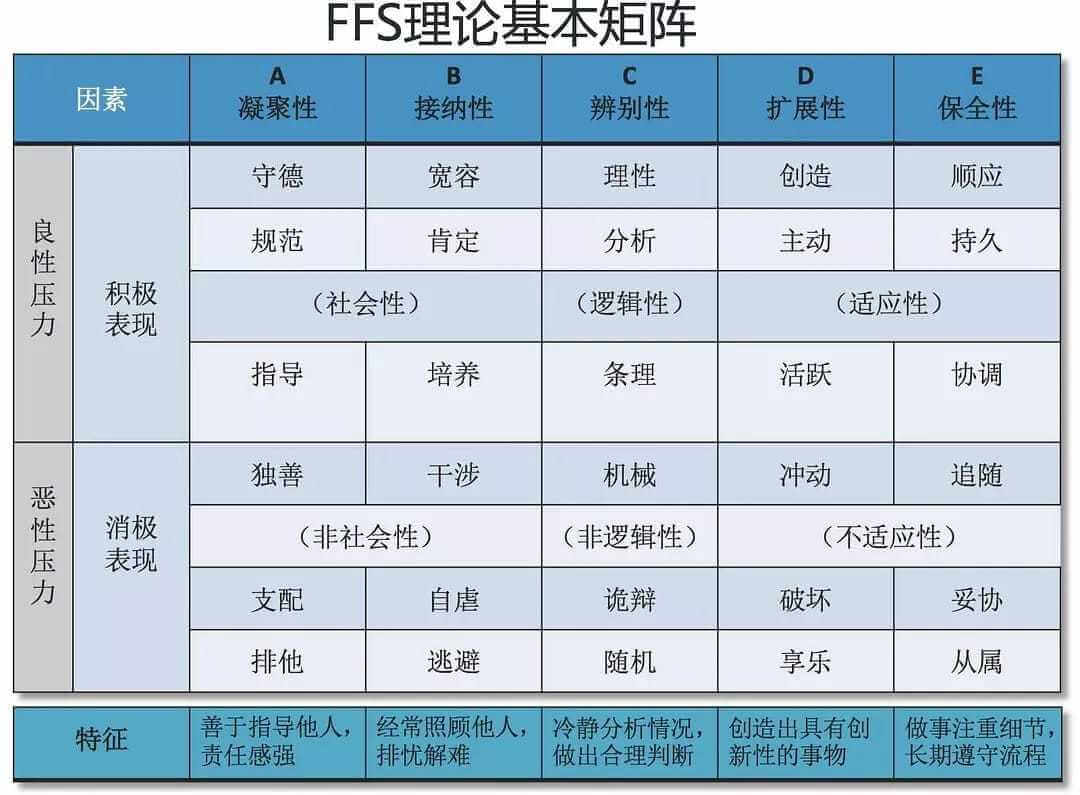 FFS理论基本矩阵
因素
A
凝聚性
B
接纳性
C
辨别性
D
扩展性
E
保全性
良性压力
积极
表现
守德
宽容
理性
创造
顺应
规范
肯定
分析
主动
持久
（社会性）
（逻辑性）
（适应性）
指导
培养
条理
活跃
协调
恶性压力
消极
表现
独善
干涉
机械
冲动
追随
（非社会性）
（非逻辑性）
（不适应性）
支配
自虐
诡辩
破坏
妥协
排他
逃避
随机
享乐
从属
特征
善于指导他人，
责任感强
经常照顾他人，
排忧解难
冷静分析情况，
做出合理判断
创造出具有创
新性的事物
做事注重细节，
长期遵守流程